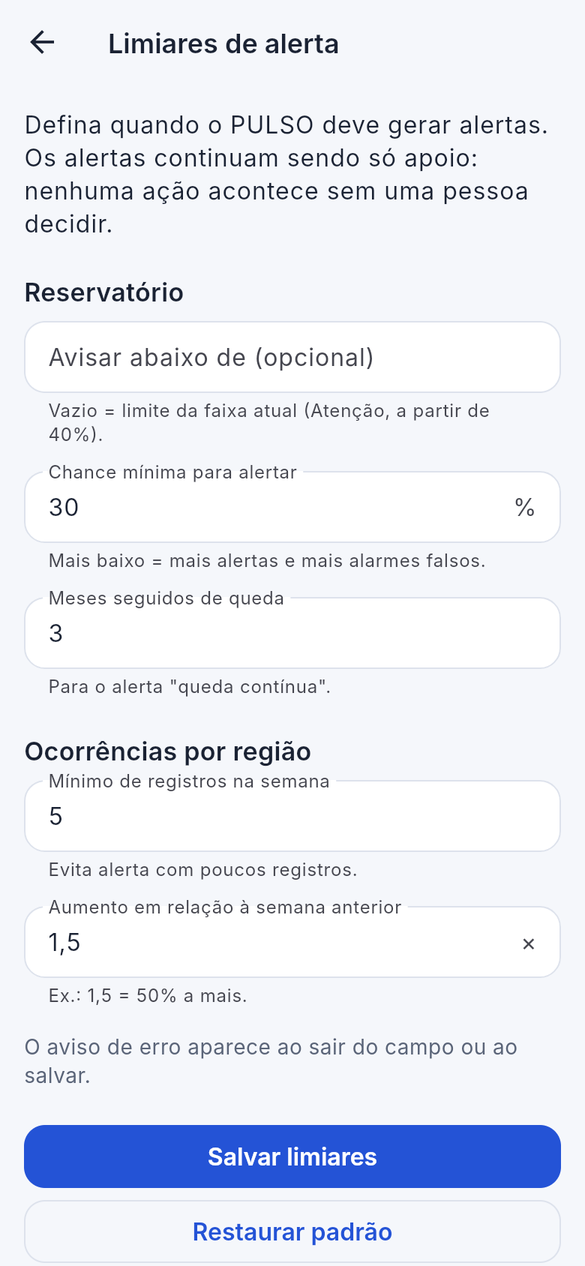 Limiares de alerta
Defina quando o PULSO deve gerar alertas.
Os alertas continuam sendo só apoio:
nenhuma ação acontece sem uma pessoa
decidir.
Reservatório
Avisar abaixo de (opcional)
Vazio = limite da faixa atual (Atenção, a partir de
40%).
Chance mínima para alertar
30 %
Mais baixo = mais alertas e mais alarmes falsos.
Meses seguidos de queda
3
Para o alerta "queda contínua".
Ocorrências por região
Mínimo de registros na semana
5
Evita alerta com poucos registros.
Aumento em relação à semana anterior
1,5 ×
Ex.: 1,5 = 50% a mais.
O aviso de erro aparece ao sair do campo ou ao
salvar.
Salvar limiares
Restaurar padrão